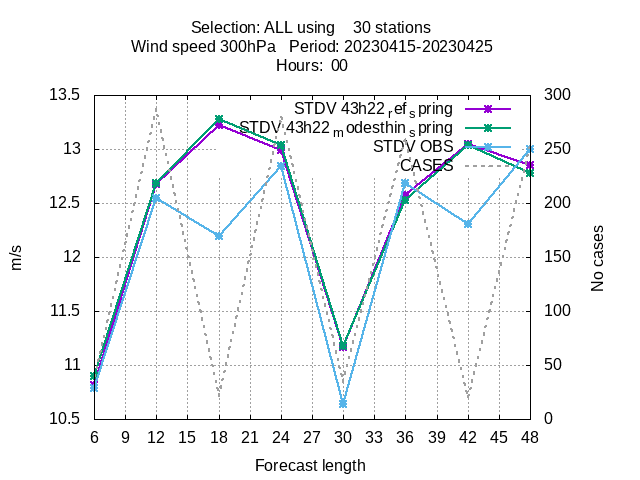 Selection: ALL using    30 stations
Wind speed 300hPa   Period: 20230415-20230425
Hours:  00
STDV 43h22_ref_spring
STDV 43h22_modesthin_spring
STDV OBS
CASES
13.5
13
12.5
12
11.5
11
10.5
300
250
200
150
100
50
0
m/s
No cases
6 9 12 15 18 21 24 27 30 33 36 39 42 45 48
Forecast length